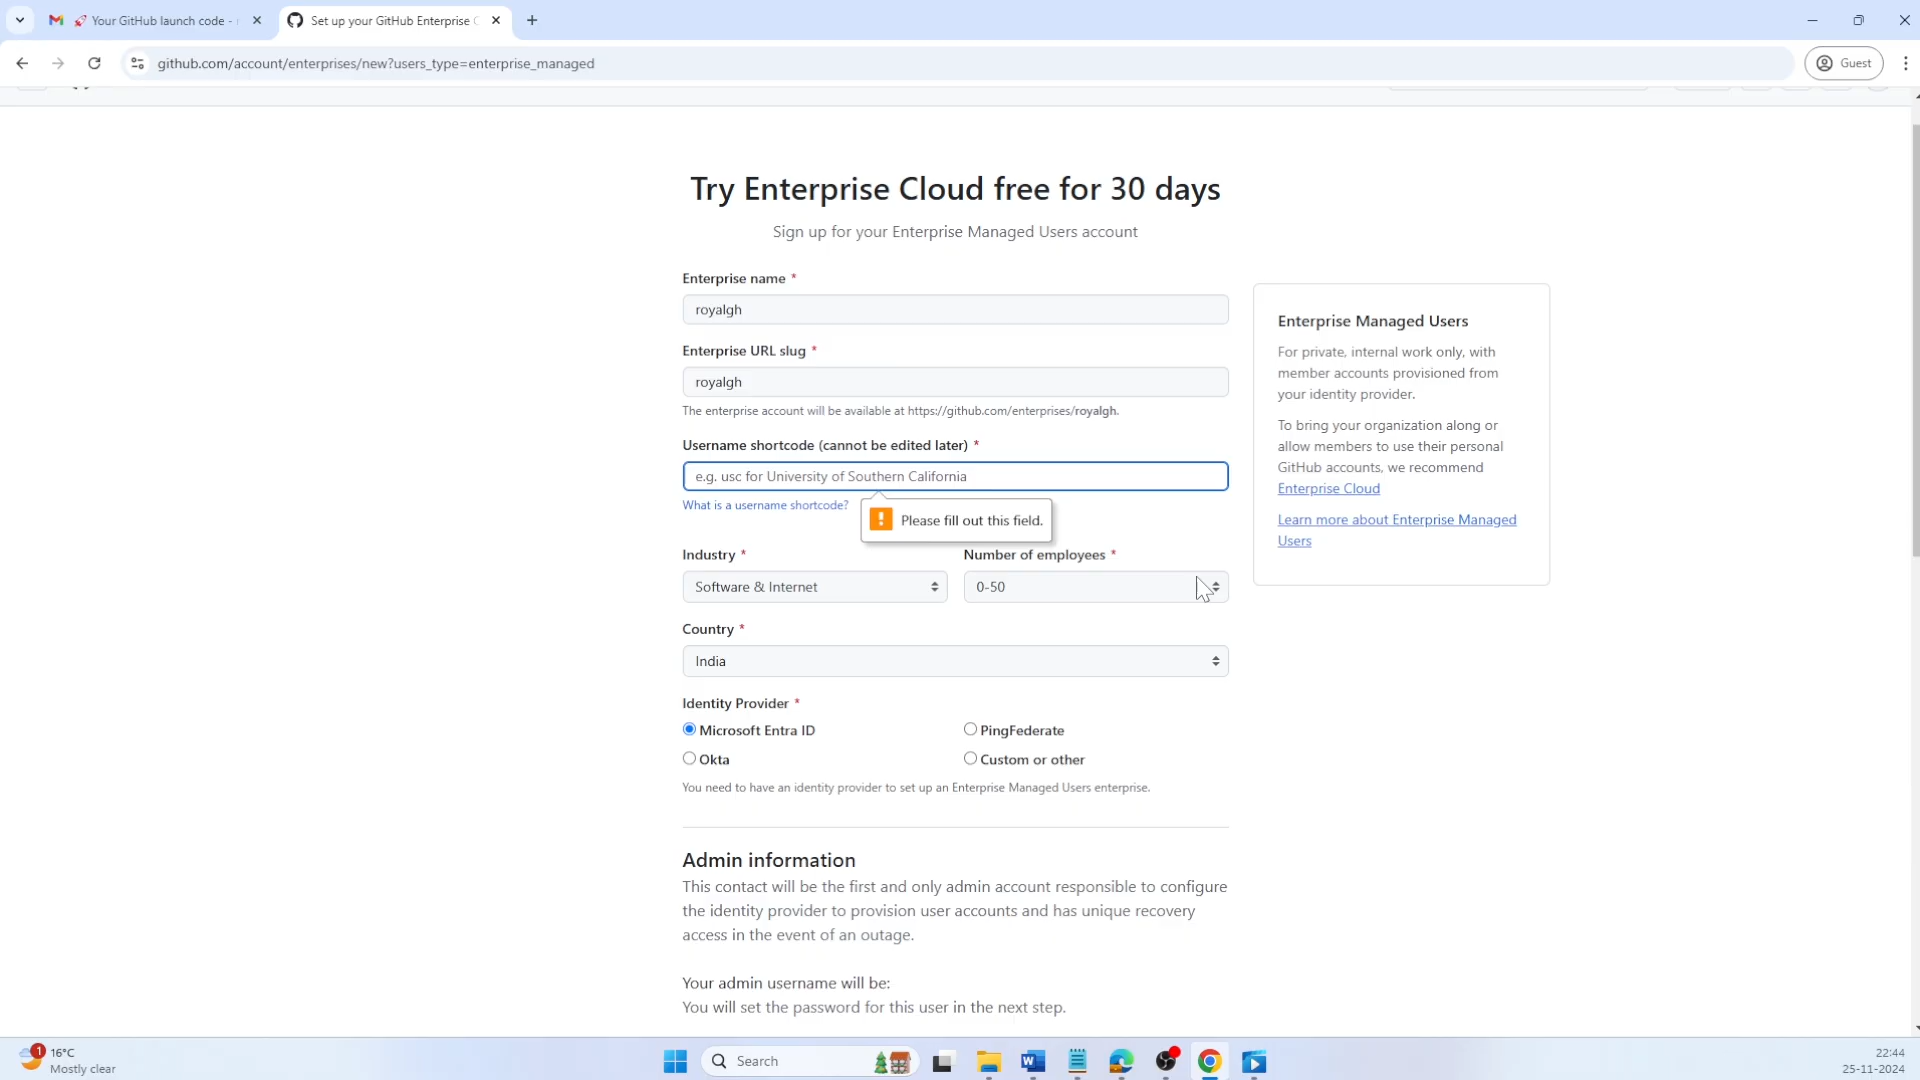 Your GitHub launch code -
Set up your GitHub Enterprise C
github.com/account/enterprises/new?users_type=enterprise_managed
Guest
Try Enterprise Cloud free for 30 days
Sign up for your Enterprise Managed Users account
Enterprise name *
royalgh
Enterprise URL slug *
royalgh
The enterprise account will be available at https://github.com/enterprises/royalgh.
Username shortcode (cannot be edited later) *
e.g. usc for University of Southern California
What is a username shortcode?
Please fill out this field.
Industry *
Number of employees *
Software & Internet
0-50
Country *
India
Identity Provider *
Microsoft Entra ID
PingFederate
Okta
Custom or other
You need to have an identity provider to set up an Enterprise Managed Users enterprise.
Admin information
This contact will be the first and only admin account responsible to configure
the identity provider to provision user accounts and has unique recovery
access in the event of an outage.
Your admin username will be:
You will set the password for this user in the next step.
Enterprise Managed Users
For private, internal work only, with
member accounts provisioned from
your identity provider.
To bring your organization along or
allow members to use their personal
GitHub accounts, we recommend
Enterprise Cloud
Learn more about Enterprise Managed
Users
1
16°C
Mostly clear
Search
22:44
25-11-2024